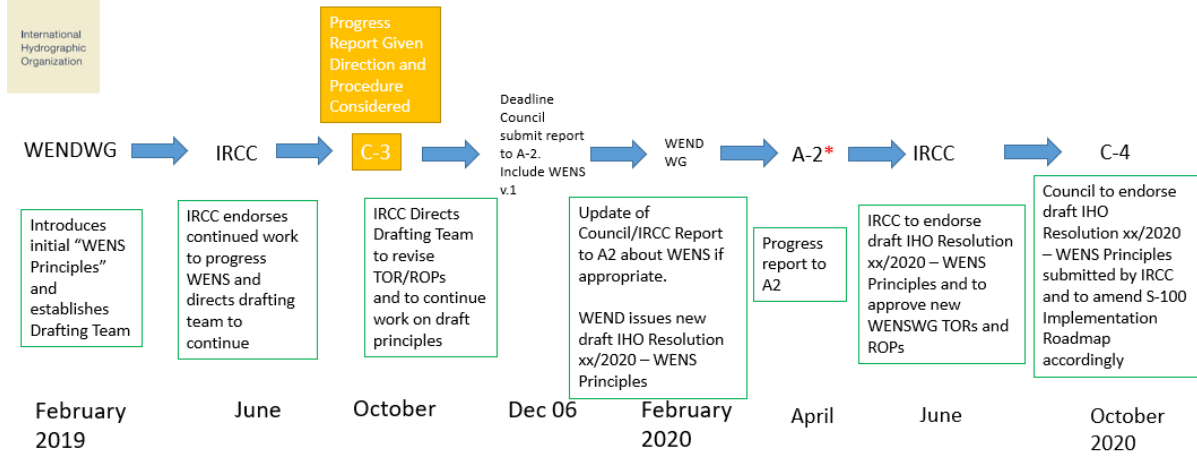 International
Hydrographic
Organization
Progress
Report Given
Direction and
Procedure
Considered
WENDWG
IRCC
C-3
Deadline
Council
submit report
to A-2.
Include WENS
v.1
WEND
WG
A-2*
IRCC
C-4
Introduces
initial “WENS
Principles”
and
establishes
Drafting Team
IRCC endorses
continued work
to progress
WENS and
directs drafting
team to
continue
IRCC Directs
Drafting Team
to revise
TOR/ROPs
and to continue
work on draft
principles
Update of
Council/IRCC Report
to A2 about WENS if
appropriate.
WEND issues new
draft IHO Resolution
xx/2020 – WENS
Principles
Progress
report to
A2
IRCC to endorse
draft IHO Resolution
xx/2020 – WENS
Principles and to
approve new
WENSWG TORs and
ROPs
Council to endorse
draft IHO
Resolution xx/2020
– WENS Principles
submitted by IRCC
and to amend S-100
Implementation
Roadmap
accordingly
February
2019
June
October
Dec 06
February
2020
April
June
October
2020